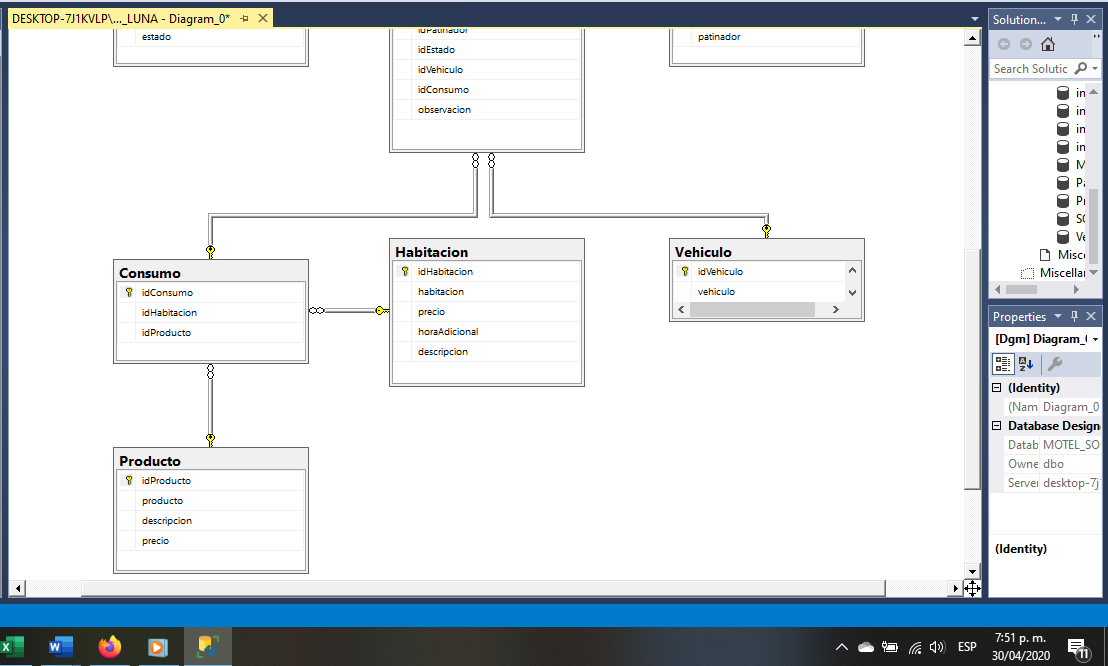 DESKTOP-7J1KVLP\..._LUNA - Diagram_0*
estado
idPatinador
idEstado
idVehiculo
idConsumo
observacion
patinador
Consumo
idConsumo
idHabitacion
idProducto
Habitacion
idHabitacion
habitacion
precio
horaAdicional
descripcion
Vehiculo
idVehiculo
vehiculo
Producto
idProducto
producto
descripcion
precio
Solution...
Search Solutic
in
in
in
in
M
Pa
Pr
SC
Ve
Misce
Miscellar
Properties
[Dgm] Diagram_(
(Identity)
(Nam Diagram_0
Database Design
Datab MOTEL_SO
Owne dbo
Server desktop-7j
(Identity)
ESP
7:51 p. m.
30/04/2020
11